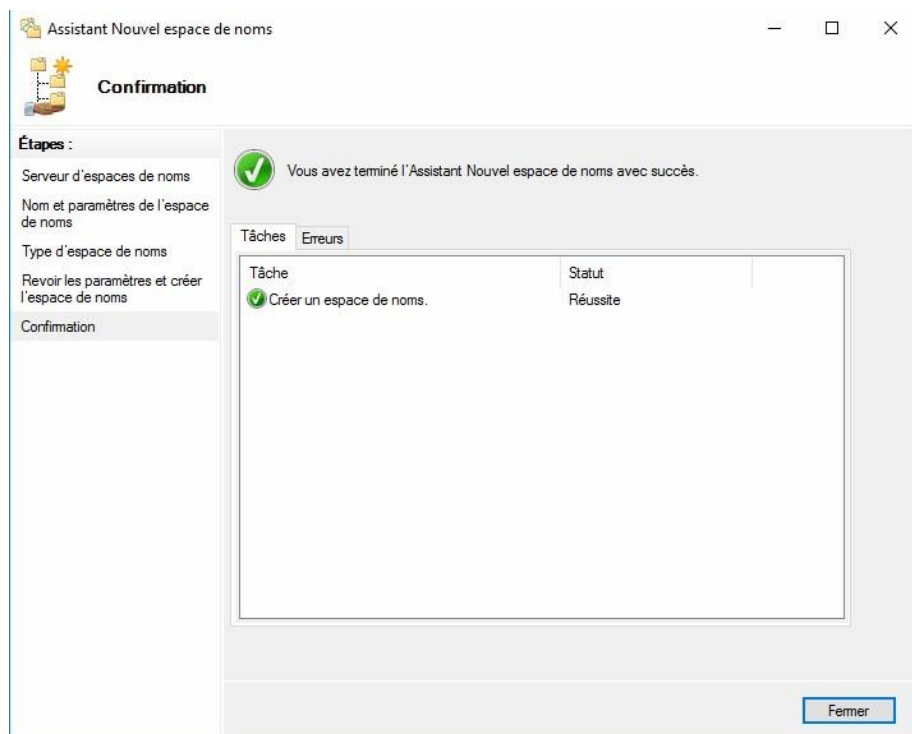 Assistant Nouvel espace de noms
Confirmation
Étapes :
Serveur d'espaces de noms
Nom et paramètres de l'espace
de noms
Type d'espace de noms
Revoir les paramètres et créer
l'espace de noms
Confirmation
Vous avez terminé l'Assistant Nouvel espace de noms avec succès.
Tâches Erreurs
Tâche Statut
Créer un espace de noms. Réussite
Fermer